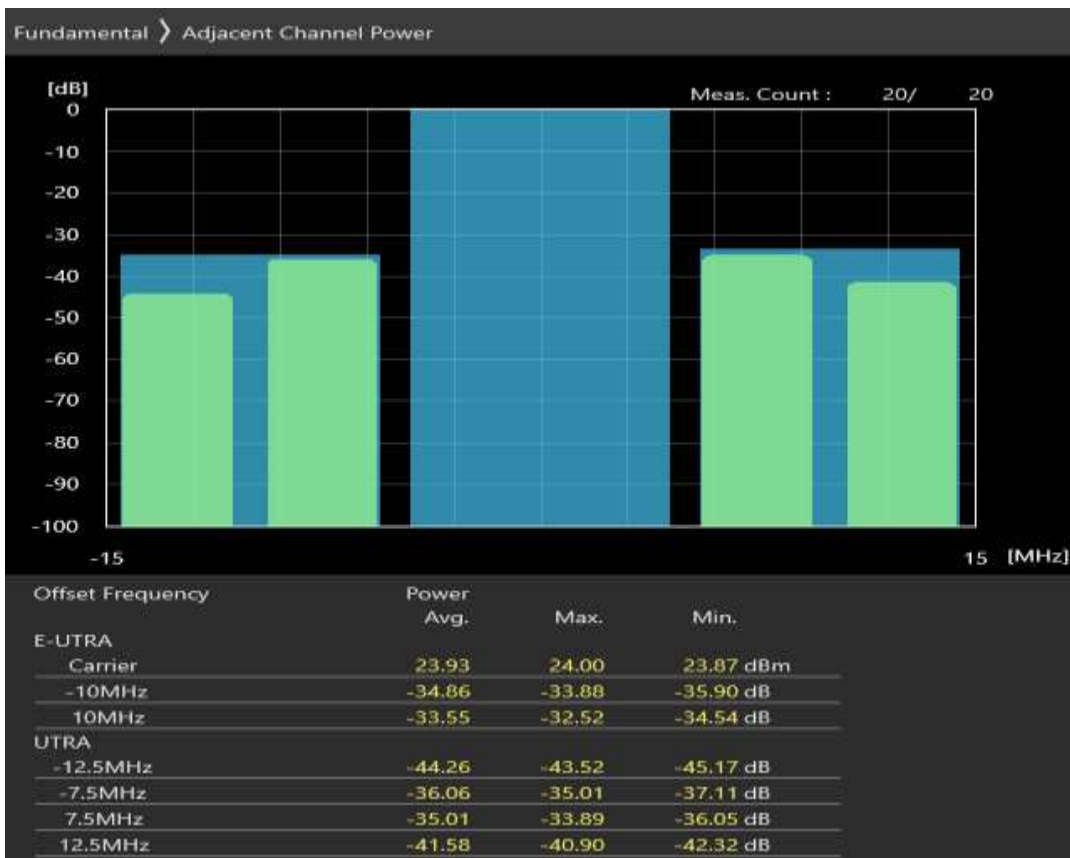 Fundamental ❯ Adjacent Channel Power
[dB]
Meas. Count : 20/ 20
0
-10
-20
-30
-40
-50
-60
-70
-80
-90
-100
-15 15 [MHz]
Offset Frequency Power
Avg. Max. Min.
E-UTRA
Carrier 23.93 24.00 23.87 dBm
-10MHz -34.86 -33.88 -35.90 dB
10MHz -33.55 -32.52 -34.54 dB
UTRA
-12.5MHz -44.26 -43.52 -45.17 dB
-7.5MHz -36.06 -35.01 -37.11 dB
7.5MHz -35.01 -33.89 -36.05 dB
12.5MHz -41.58 -40.90 -42.32 dB